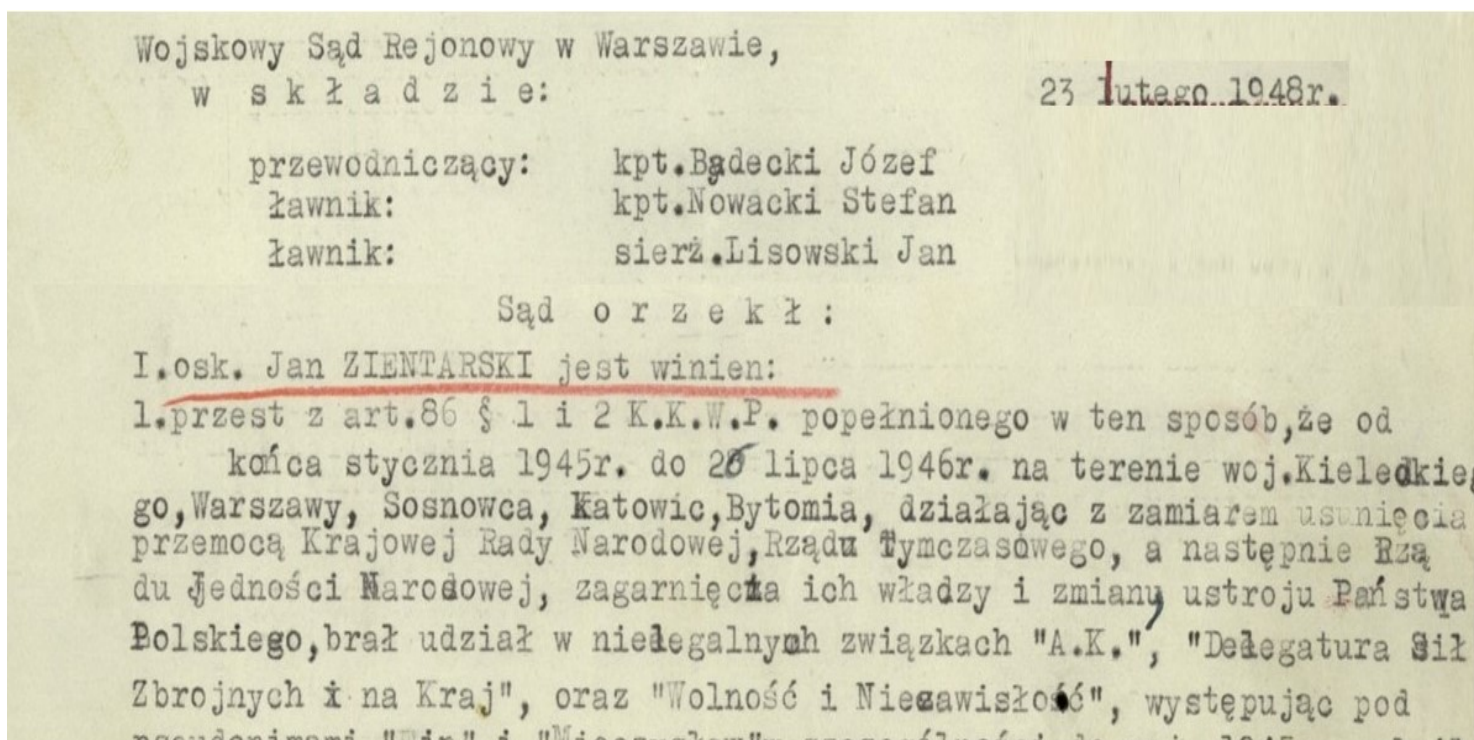 Wojskowy Sąd Rejonowy w Warszawie,
w s k ł a d z i e:
23 lutego 1948r.
przewodniczący: kpt.Bądecki Józef
ławnik: kpt.Nowacki Stefan
ławnik: sierż.Lisowski Jan
Sąd o r z e k ł :
I.osk. Jan ZIENTARSKI jest winien:
1.przest z art.86 § 1 i 2 K.K.W.P. popełnionego w ten sposób,że od
końca stycznia 1945r. do 26 lipca 1946r. na terenie woj.Kieleckieg
go,Warszawy, Sosnowca, Katowic,Bytomia, działając z zamiarem usunięcia
przemocą Krajowej Rady Narodowej,Rządu Tymczasowego, a następnie Rzą
du Jedności Narodowej, zagarnięcia ich władzy i zmiany ustroju Państwa
Polskiego,brał udział w nielegalnych związkach "A.K.", "Delegatura Sił
Zbrojnych i na Kraj", oraz "Wolność i Niezawisłość", występując pod